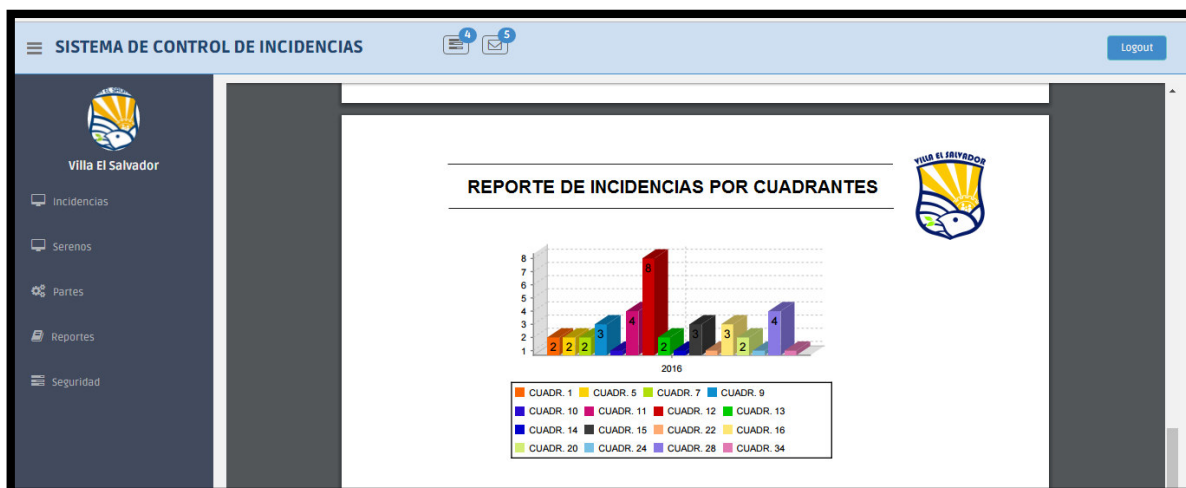 SISTEMA DE CONTROL DE INCIDENCIAS
4
5
Logout
Villa El Salvador
Incidencias
Serenos
Partes
Reportes
Seguridad
VILLA EL SALVADOR
REPORTE DE INCIDENCIAS POR CUADRANTES
8
7
6
5
4
3
2
1
2
2
2
3
4
8
2
3
3
2
4
2016
CUADR. 1 CUADR. 5 CUADR. 7 CUADR. 9
CUADR. 10 CUADR. 11 CUADR. 12 CUADR. 13
CUADR. 14 CUADR. 15 CUADR. 22 CUADR. 16
CUADR. 20 CUADR. 24 CUADR. 28 CUADR. 34